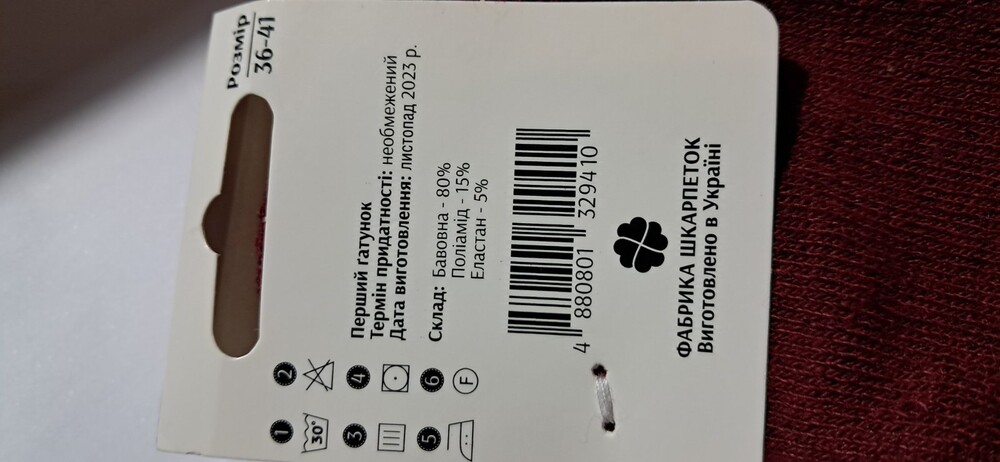 Розмір
36-41
Перший ґатунок
Термін придатності: необмежений
Дата виготовлення: листопад 2023 р.
Склад: Бавовна - 80%
Поліамід - 15%
Еластан - 5%
4 880801 329410
ФАБРИКА ШКАРПЕТОК
Виготовлено в Україні
1 2
30°
3 4
5 6
F